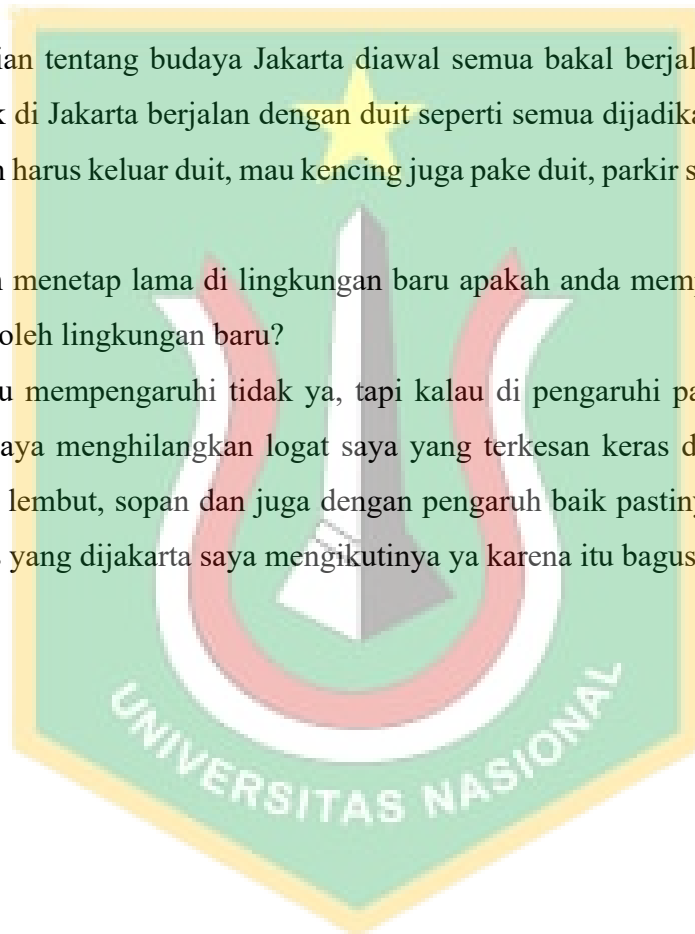 ian tentang budaya Jakarta diawal semua bakal berjal
k di Jakarta berjalan dengan duit seperti semua dijadika
n harus keluar duit, mau kencing juga pake duit, parkir s
n menetap lama di lingkungan baru apakah anda mem
oleh lingkungan baru?
u mempengaruhi tidak ya, tapi kalau di pengaruhi pa
aya menghilangkan logat saya yang terkesan keras d
lembut, sopan dan juga dengan pengaruh baik pastiny
yang dijakarta saya mengikutinya ya karena itu bagus
UNIVERSITAS NASIONAL